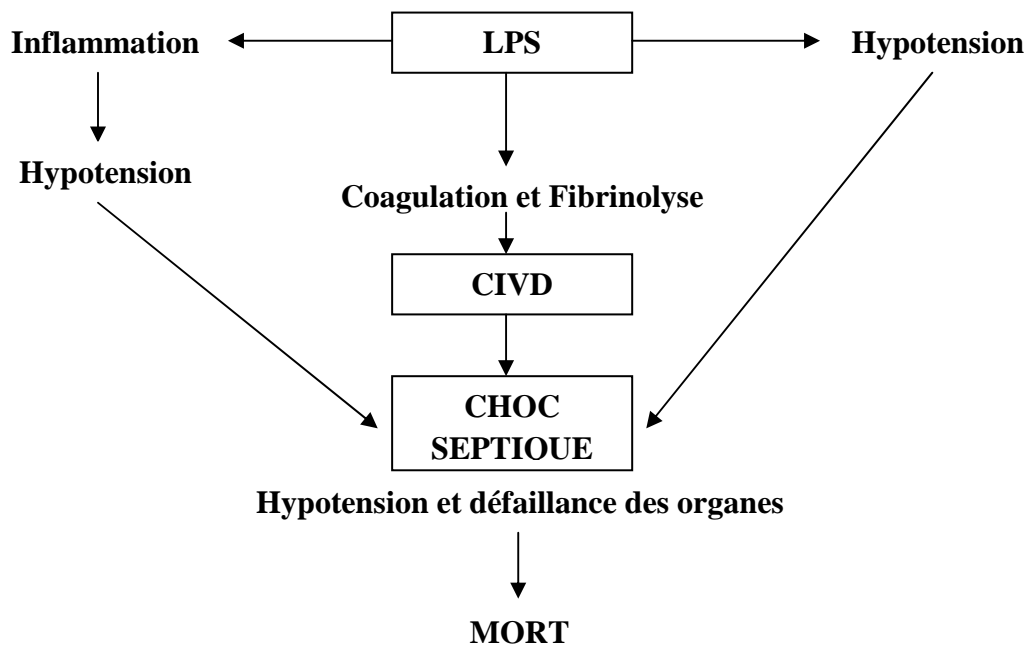 Inflammation
LPS
Hypotension
Hypotension
Coagulation et Fibrinolyse
CIVD
CHOC
SEPTIOUE
Hypotension et défaillance des organes
MORT